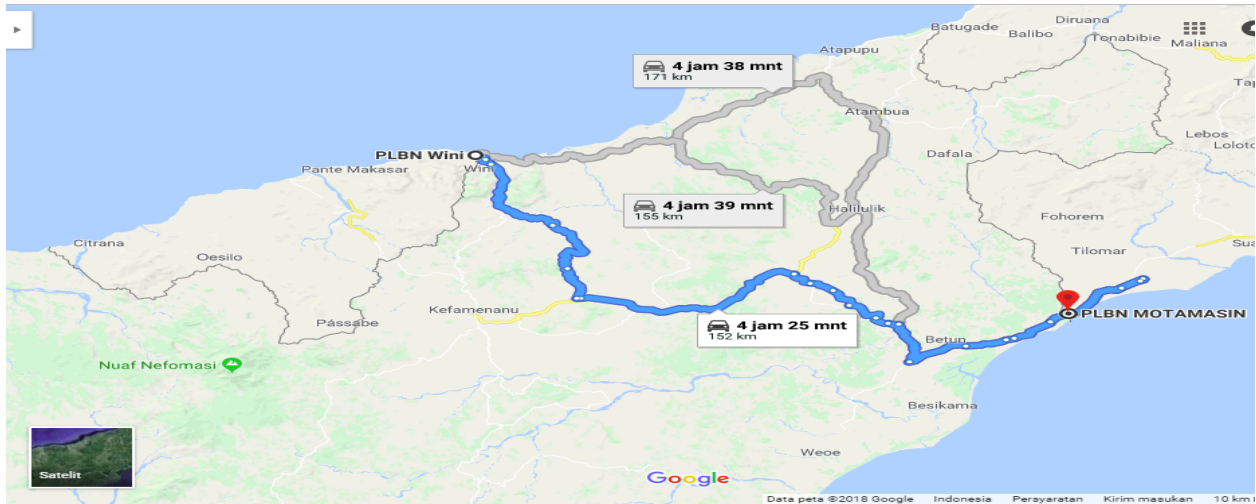 Batugade
Diruana
Balibo
Tonabibie
Maliana
Atapupu
4 jam 38 mnt
171 km
Atambua
Lebos
PLBN Wini
Wini
Pante Makasar
Dafala
4 jam 39 mnt
155 km
Halilulik
Fohorem
Citrana
Oesilo
Tilomar
Kefamenanu
Pássabe
4 jam 25 mnt
152 km
PLBN MOTAMASIN
Betun
Nuaf Nefomasi
Besikama
Weoe
Satelit
Google
Data peta ©2018 Google Indonesia Persyaratan Kirim masukan 10 km